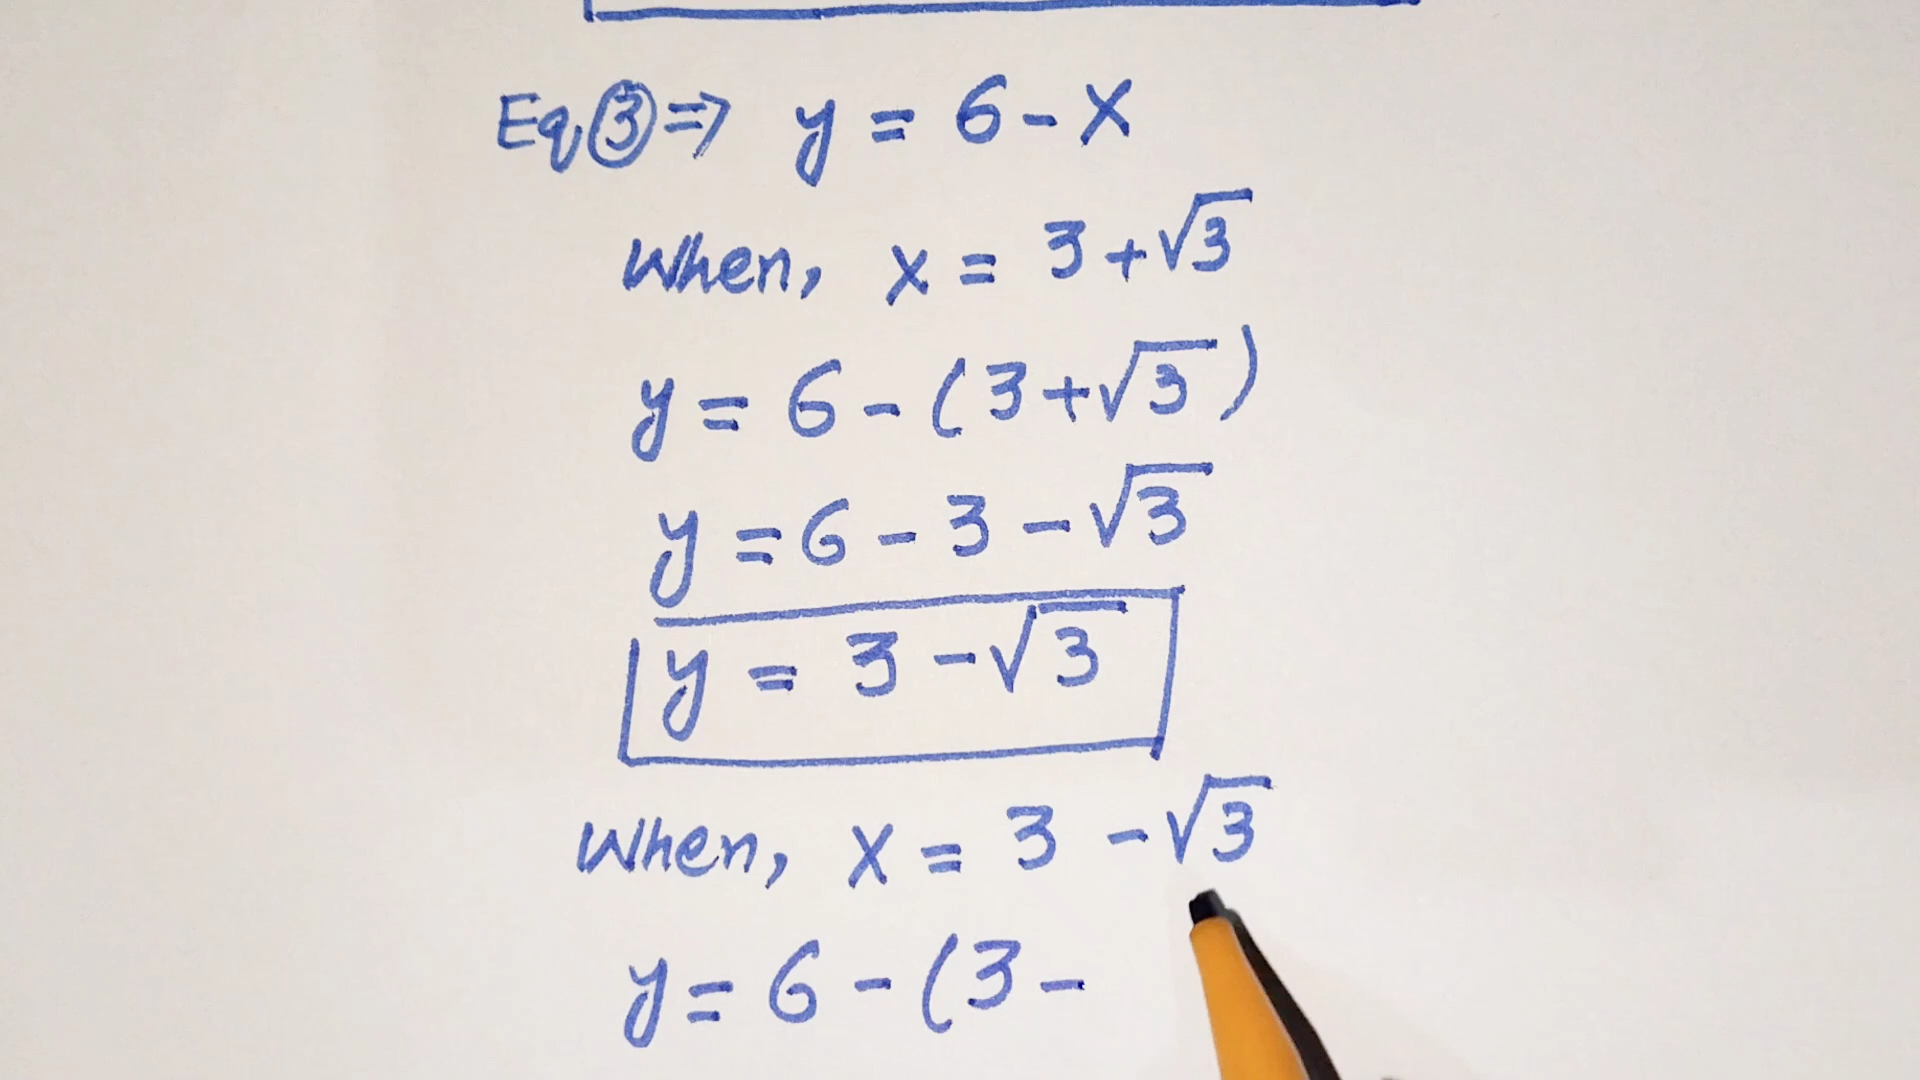 Eq③⇒ y = 6 - x
When, x = 3 + √3
y = 6 - (3 + √3)
y = 6 - 3 - √3
y = 3 - √3
When, x = 3 - √3
y = 6 - (3 -